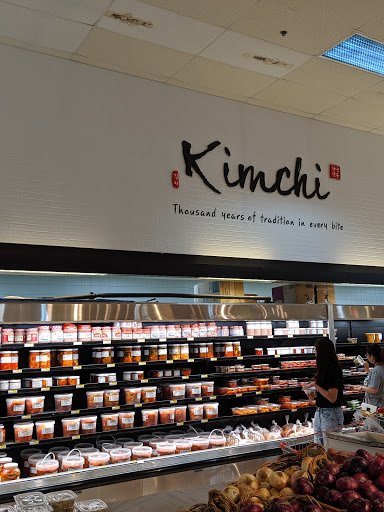 Kimchi
Thousand years of tradition in every bite